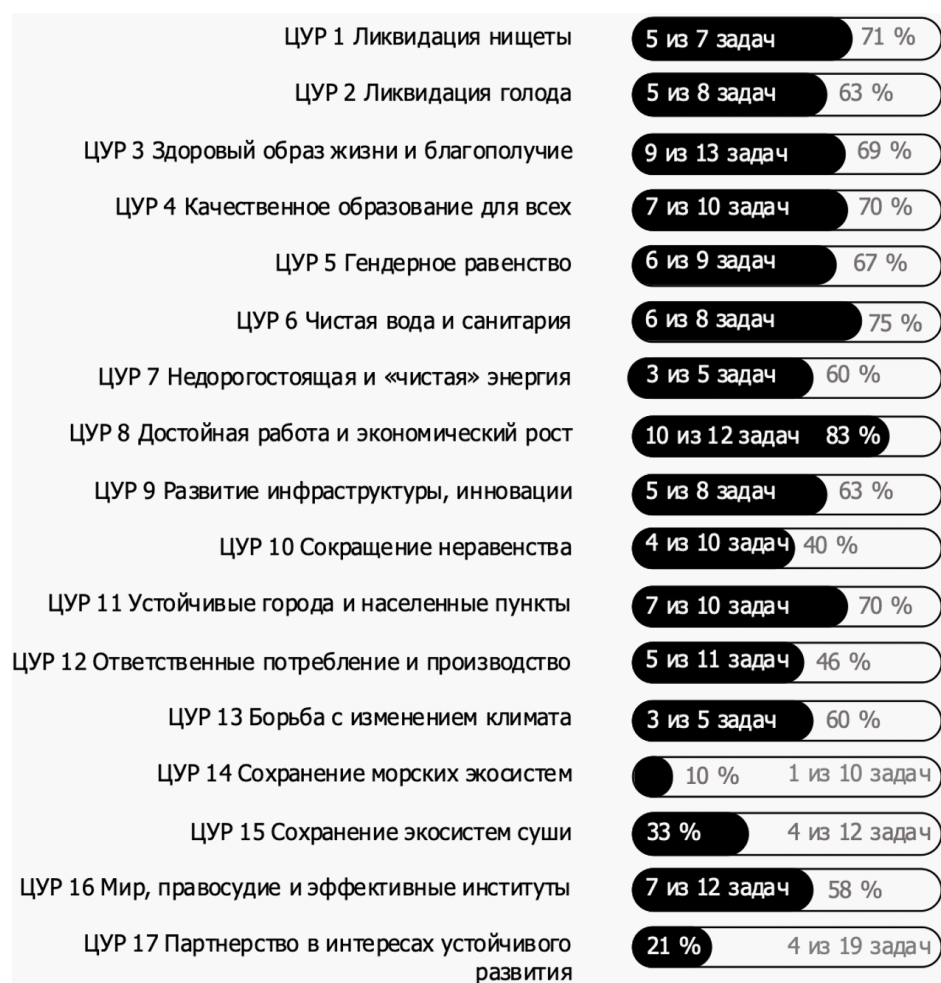 ЦУР 1 Ликвидация нищеты 5 из 7 задач 71 %
ЦУР 2 Ликвидация голода 5 из 8 задач 63 %
ЦУР 3 Здоровый образ жизни и благополучие 9 из 13 задач 69 %
ЦУР 4 Качественное образование для всех 7 из 10 задач 70 %
ЦУР 5 Гендерное равенство 6 из 9 задач 67 %
ЦУР 6 Чистая вода и санитария 6 из 8 задач 75 %
ЦУР 7 Недорогостоящая и «чистая» энергия 3 из 5 задач 60 %
ЦУР 8 Достойная работа и экономический рост 10 из 12 задач 83 %
ЦУР 9 Развитие инфраструктуры, инновации 5 из 8 задач 63 %
ЦУР 10 Сокращение неравенства 4 из 10 задач 40 %
ЦУР 11 Устойчивые города и населенные пункты 7 из 10 задач 70 %
ЦУР 12 Ответственные потребление и производство 5 из 11 задач 46 %
ЦУР 13 Борьба с изменением климата 3 из 5 задач 60 %
ЦУР 14 Сохранение морских экосистем 10 % 1 из 10 задач
ЦУР 15 Сохранение экосистем суши 33 % 4 из 12 задач
ЦУР 16 Мир, правосудие и эффективные институты 7 из 12 задач 58 %
ЦУР 17 Партнерство в интересах устойчивого 21 % 4 из 19 задач
развития